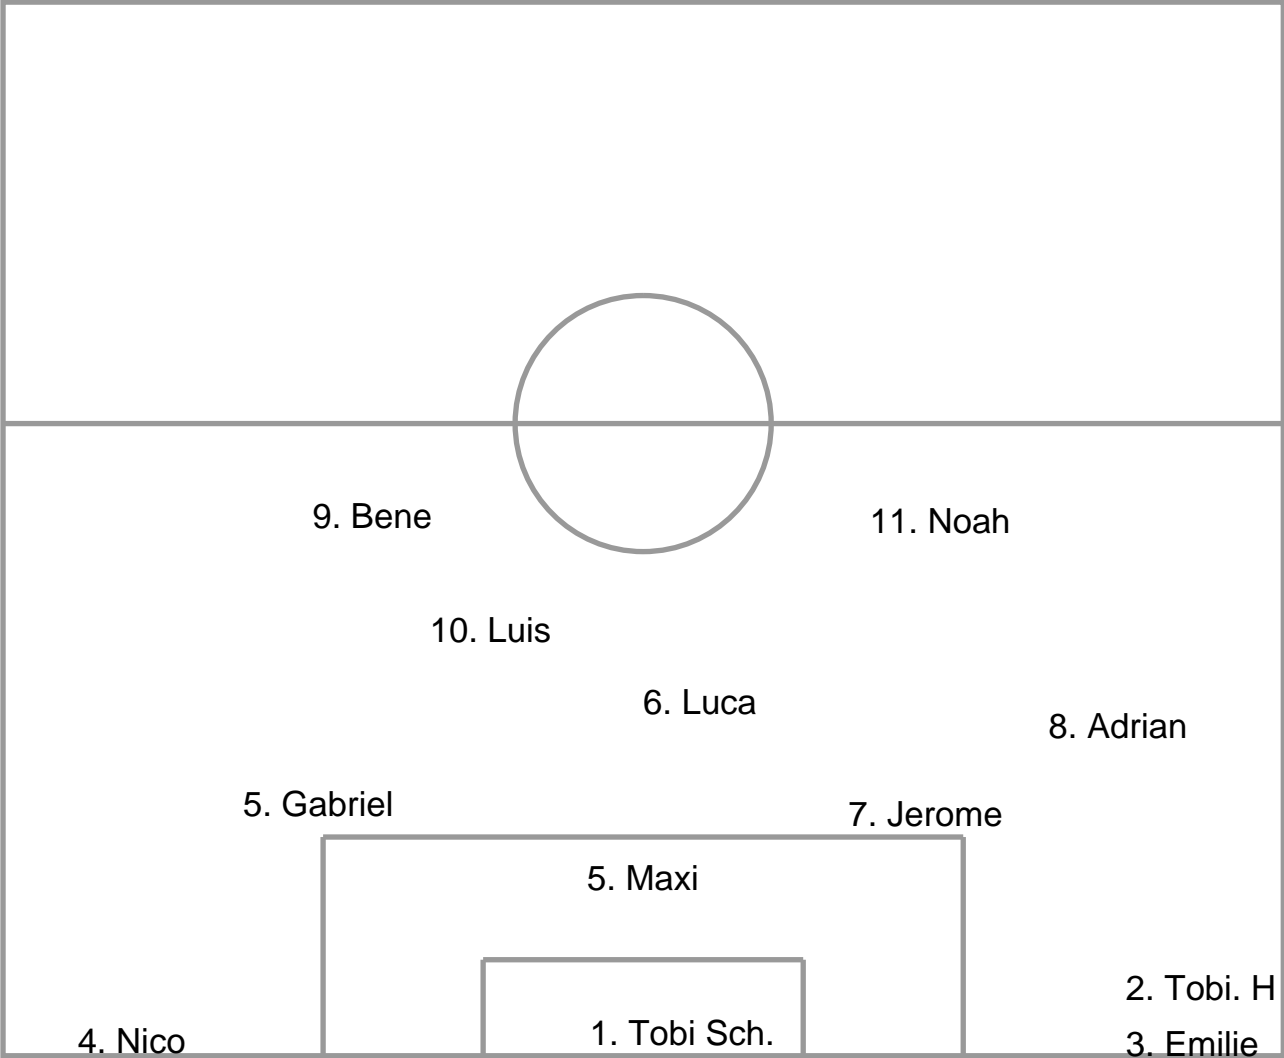 9. Bene
11. Noah
10. Luis
6. Luca
8. Adrian
5. Gabriel
7. Jerome
5. Maxi
2. Tobi. H
1. Tobi Sch.
4. Nico
3. Emilie